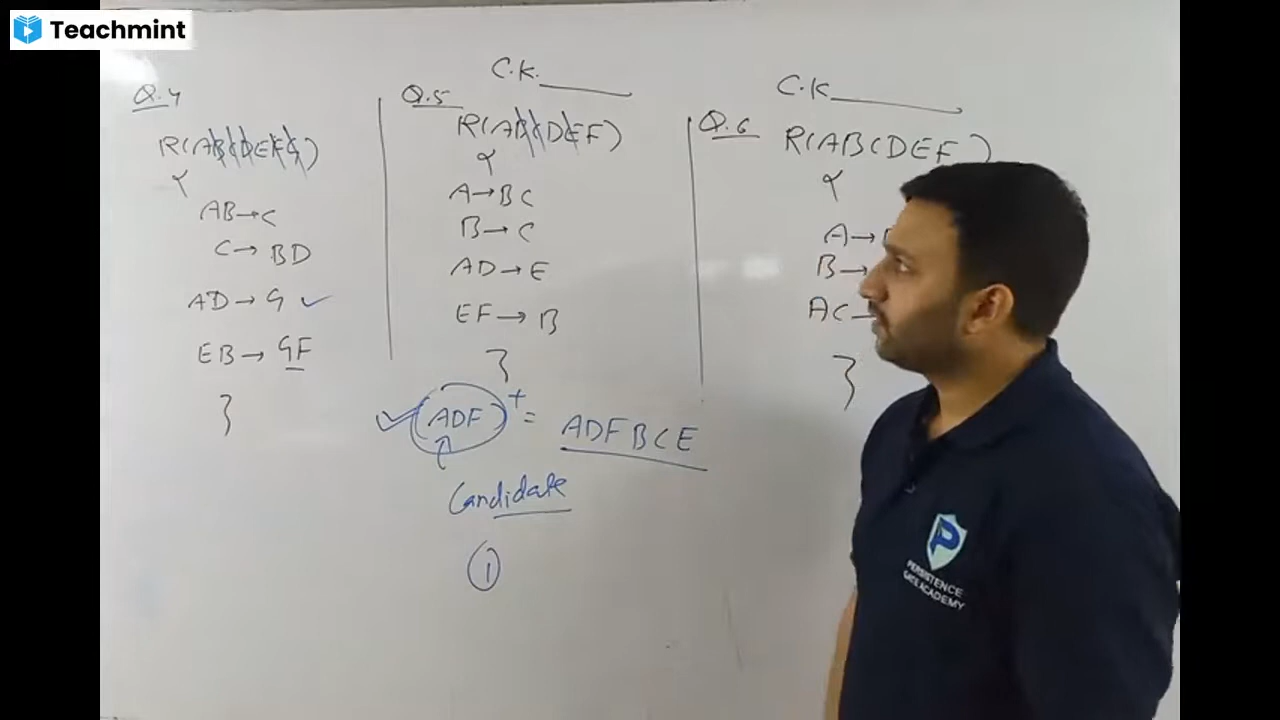 Teachmint
Q.4
R(ABCDEFG)
{
AB→C
C→BD
AD→G ✓
EB→GF
}
C.K.
Q.5
R(ABCDEF)
{
A→BC
B→C
AD→E
EF→B
}
✓(ADF)+ = ADFBCE
Candidate
1
C.K
Q.6
R(ABCDEF)
{
A→
B→
AC→
}
PERSISTENCE
GATE ACADEMY